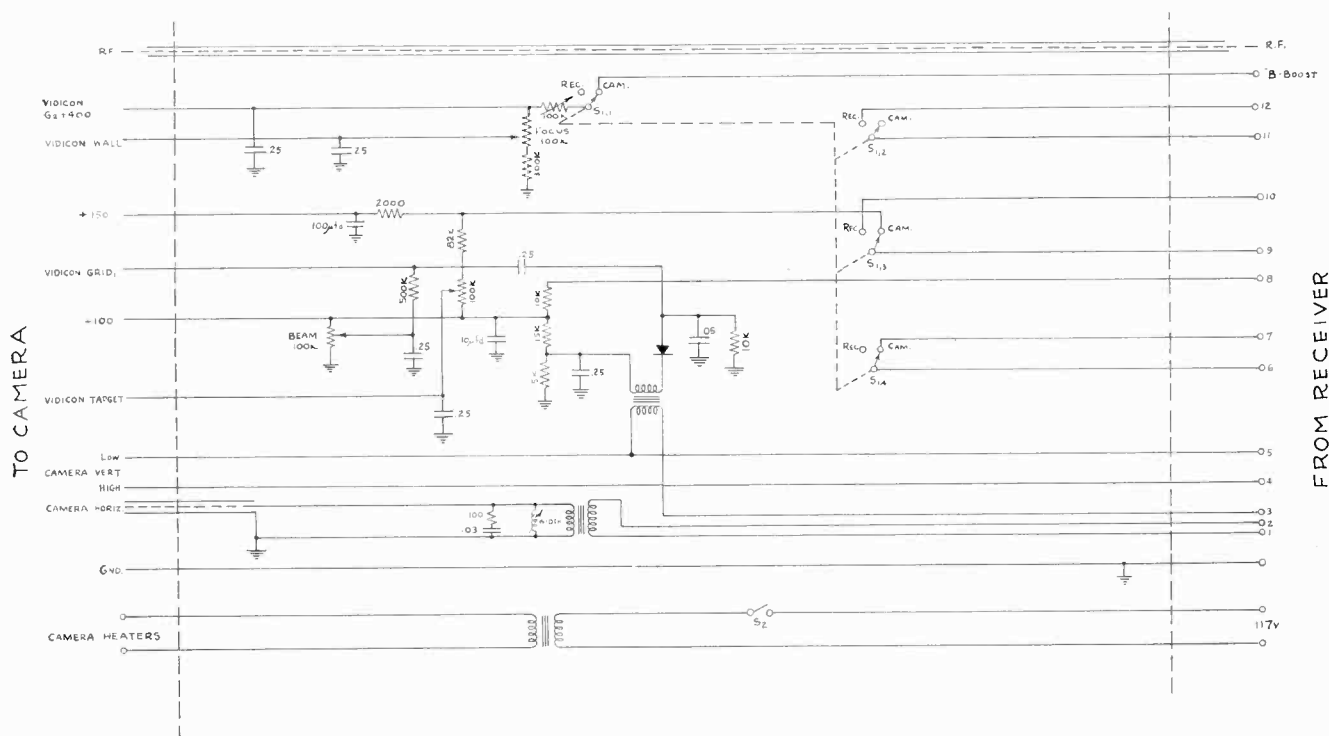 R.F.
R.F.
B-BOOST
REC.
CAM.
VIDICON
G2+400
100K
S1,1
12
REC.
CAM.
FOCUS
100K
11
VIDICON WALL
.25
.25
S1,2
300K
2000
10
+150
100µfd
82K
REC
CAM.
.25
9
VIDICON GRID,
S1,3
8
500K
100K
10K
+100
BEAM
100K
10µfd
15K
.05
10K
7
.25
REC
CAM.
6
5K
.25
S1,4
VIDICON TARGET
.25
LOW
5
CAMERA VERT
HIGH
4
CAMERA HORIZ
100
.03
3
2
1
GND.
S2
117V
CAMERA HEATERS
TO CAMERA
FROM RECEIVER